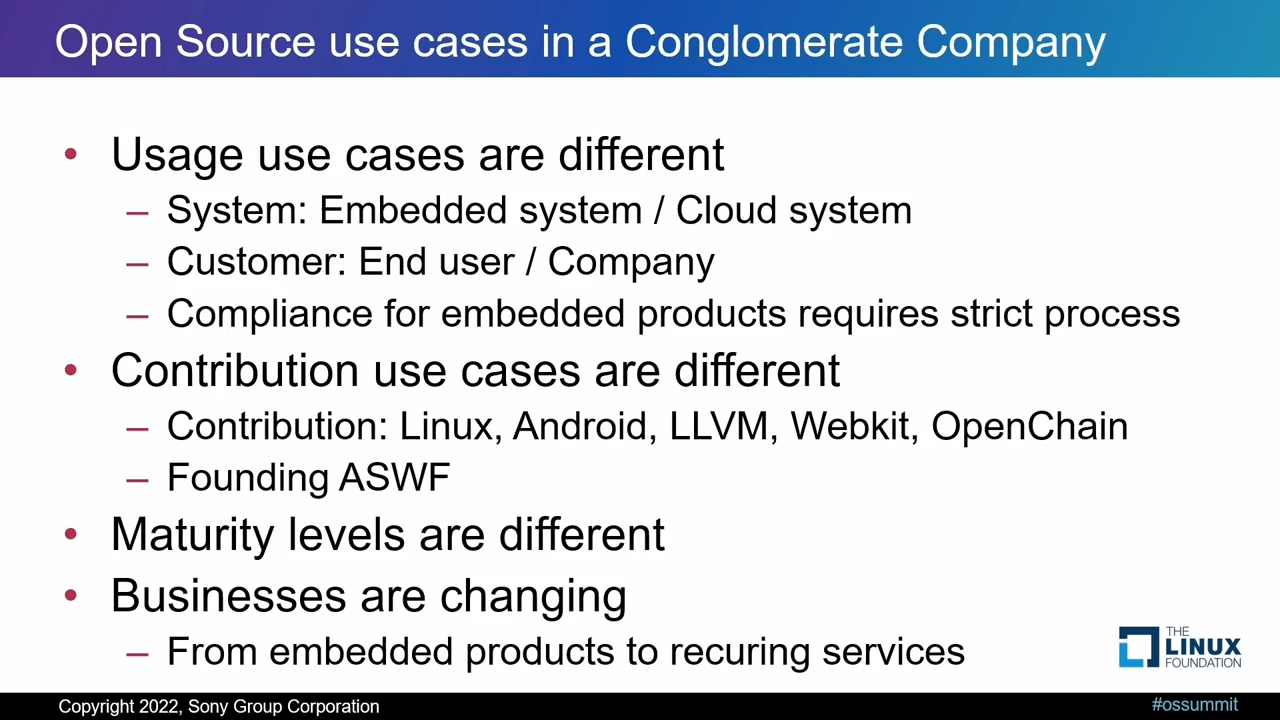 Open Source use cases in a Conglomerate Company
• Usage use cases are different
– System: Embedded system / Cloud system
– Customer: End user / Company
– Compliance for embedded products requires strict process
• Contribution use cases are different
– Contribution: Linux, Android, LLVM, Webkit, OpenChain
– Founding ASWF
• Maturity levels are different
• Businesses are changing
– From embedded products to recuring services
THE
LINUX
FOUNDATION
Copyright 2022, Sony Group Corporation
#ossummit